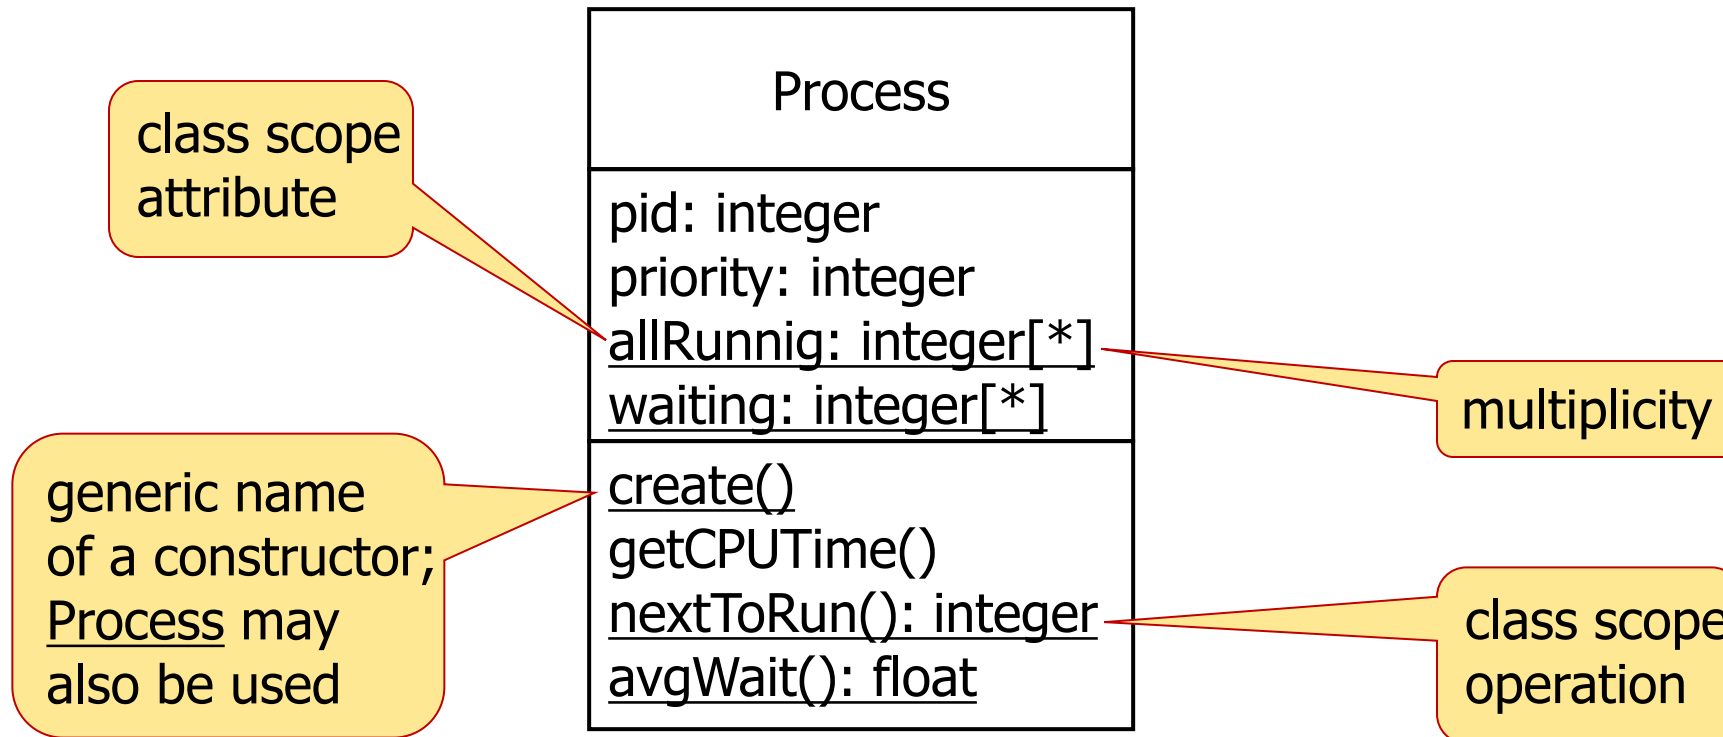 Process
class scope
attribute
pid: integer
priority: integer
allRunnig: integer[*]
waiting: integer[*]
multiplicity
generic name
of a constructor;
Process may
also be used
create()
getCPUTime()
nextToRun(): integer
avgWait(): float
class scope
operation